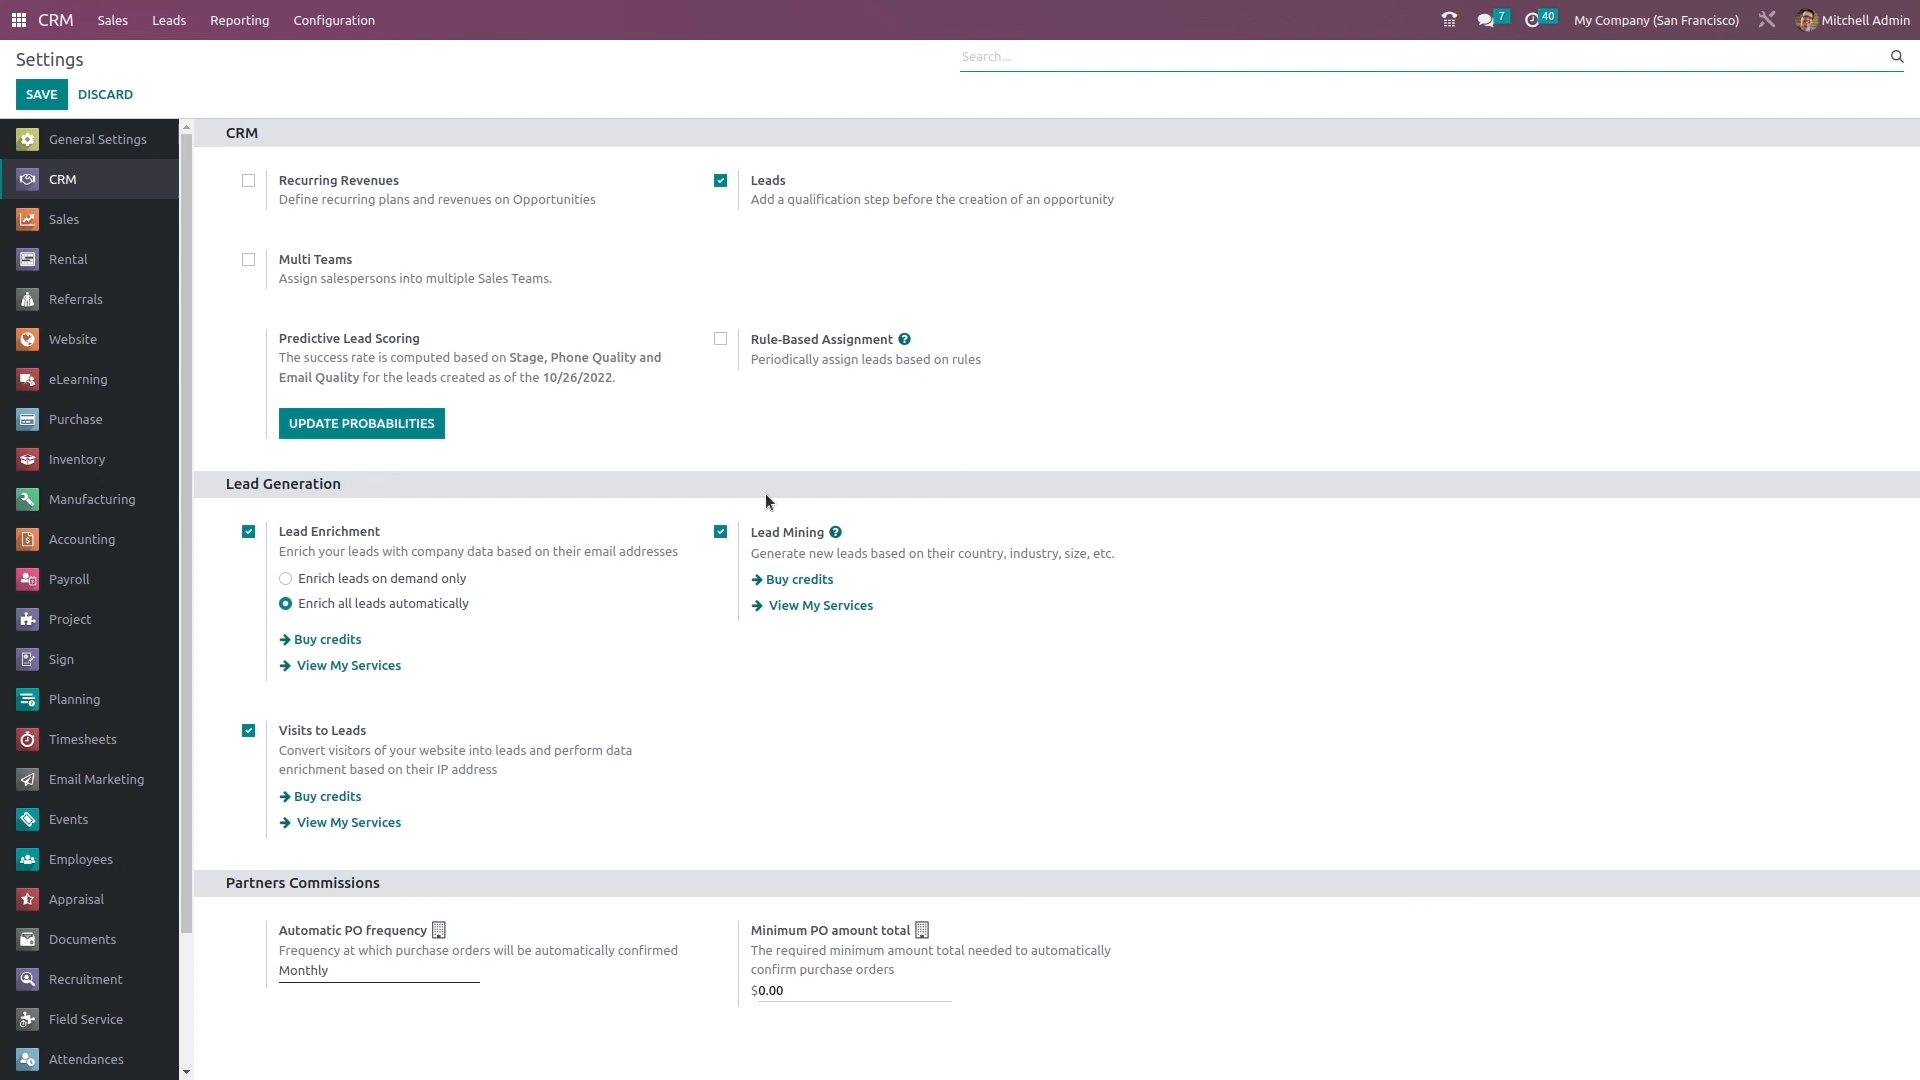 CRM
Sales
Leads
Reporting
Configuration
7
40
My Company (San Francisco)
Mitchell Admin
Settings
Search...
SAVE
DISCARD
General Settings
CRM
Sales
Rental
Referrals
Website
eLearning
Purchase
Inventory
Manufacturing
Accounting
Payroll
Project
Sign
Planning
Timesheets
Email Marketing
Events
Employees
Appraisal
Documents
Recruitment
Field Service
Attendances
CRM
Recurring Revenues
Define recurring plans and revenues on Opportunities
Leads
Add a qualification step before the creation of an opportunity
Multi Teams
Assign salespersons into multiple Sales Teams.
Predictive Lead Scoring
The success rate is computed based on Stage, Phone Quality and
Email Quality for the leads created as of the 10/26/2022.
UPDATE PROBABILITIES
Rule-Based Assignment ?
Periodically assign leads based on rules
Lead Generation
Lead Enrichment
Enrich your leads with company data based on their email addresses
Enrich leads on demand only
Enrich all leads automatically
Buy credits
View My Services
Lead Mining ?
Generate new leads based on their country, industry, size, etc.
Buy credits
View My Services
Visits to Leads
Convert visitors of your website into leads and perform data
enrichment based on their IP address
Buy credits
View My Services
Partners Commissions
Automatic PO frequency
Frequency at which purchase orders will be automatically confirmed
Monthly
Minimum PO amount total
The required minimum amount total needed to automatically
confirm purchase orders
$0.00